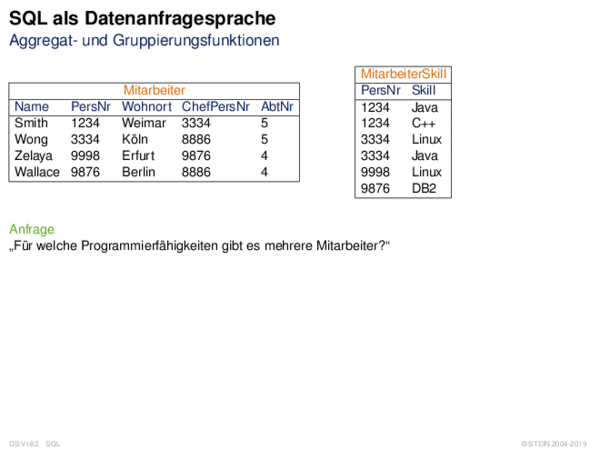 SQL als Datenanfragesprache
Aggregat- und Gruppierungsfunktionen
Mitarbeiter
Name PersNr Wohnort ChefPersNr AbtNr
Smith 1234 Weimar 3334 5
Wong 3334 Köln 8886 5
Zelaya 9998 Erfurt 9876 4
Wallace 9876 Berlin 8886 4
MitarbeiterSkill
PersNr Skill
1234 Java
1234 C++
3334 Linux
3334 Java
9998 Linux
9876 DB2
Anfrage
„Für welche Programmierfähigkeiten gibt es mehrere Mitarbeiter?“
DB:VI-82 SQL
© STEIN 2004-2019